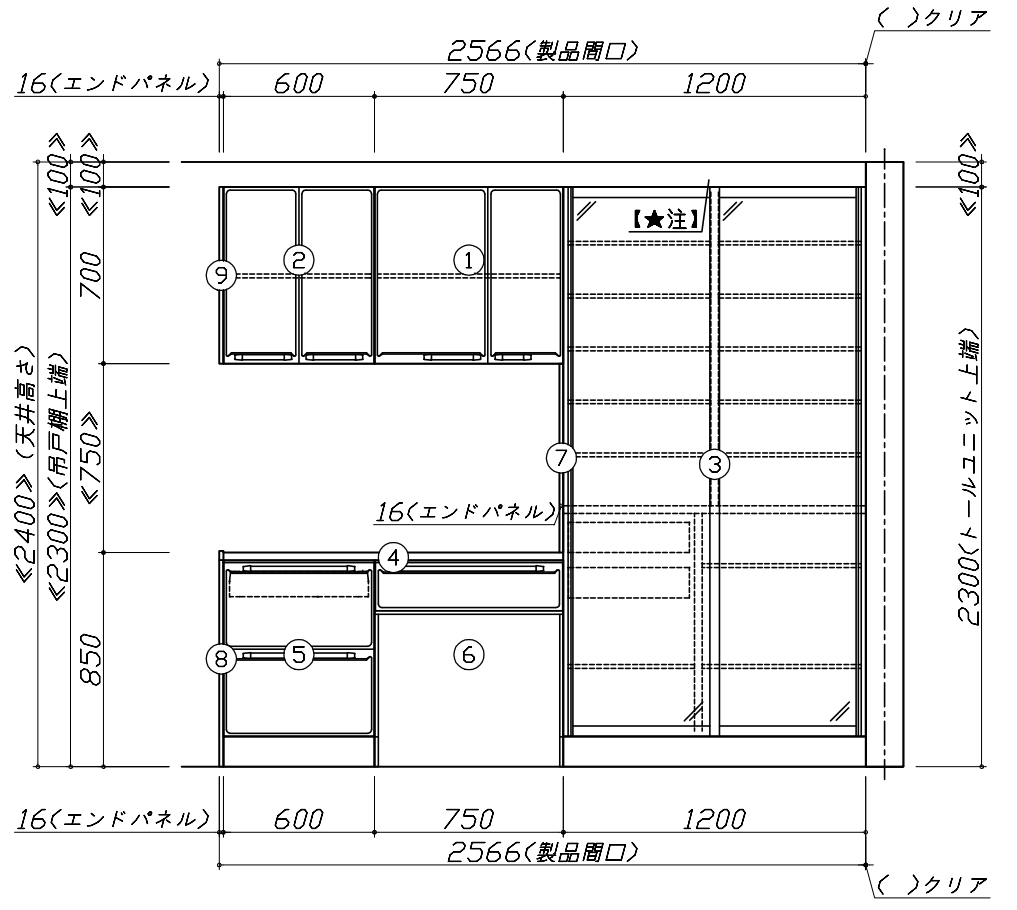 ( )クリア
2566(製品間口)
16(エンドパネル)
600
750
1200
≪100≫
≪100≫
≪100≫
【★注】
②
①
⑨
700
≪2400≫(天井高さ)
≪2300≫(吊戸棚上端)
≪750≫
2300(トールユニット上端)
⑦
③
16(エンドパネル)
④
850
⑧
⑤
⑥
16(エンドパネル)
600
750
1200
2566(製品間口)
( )クリア